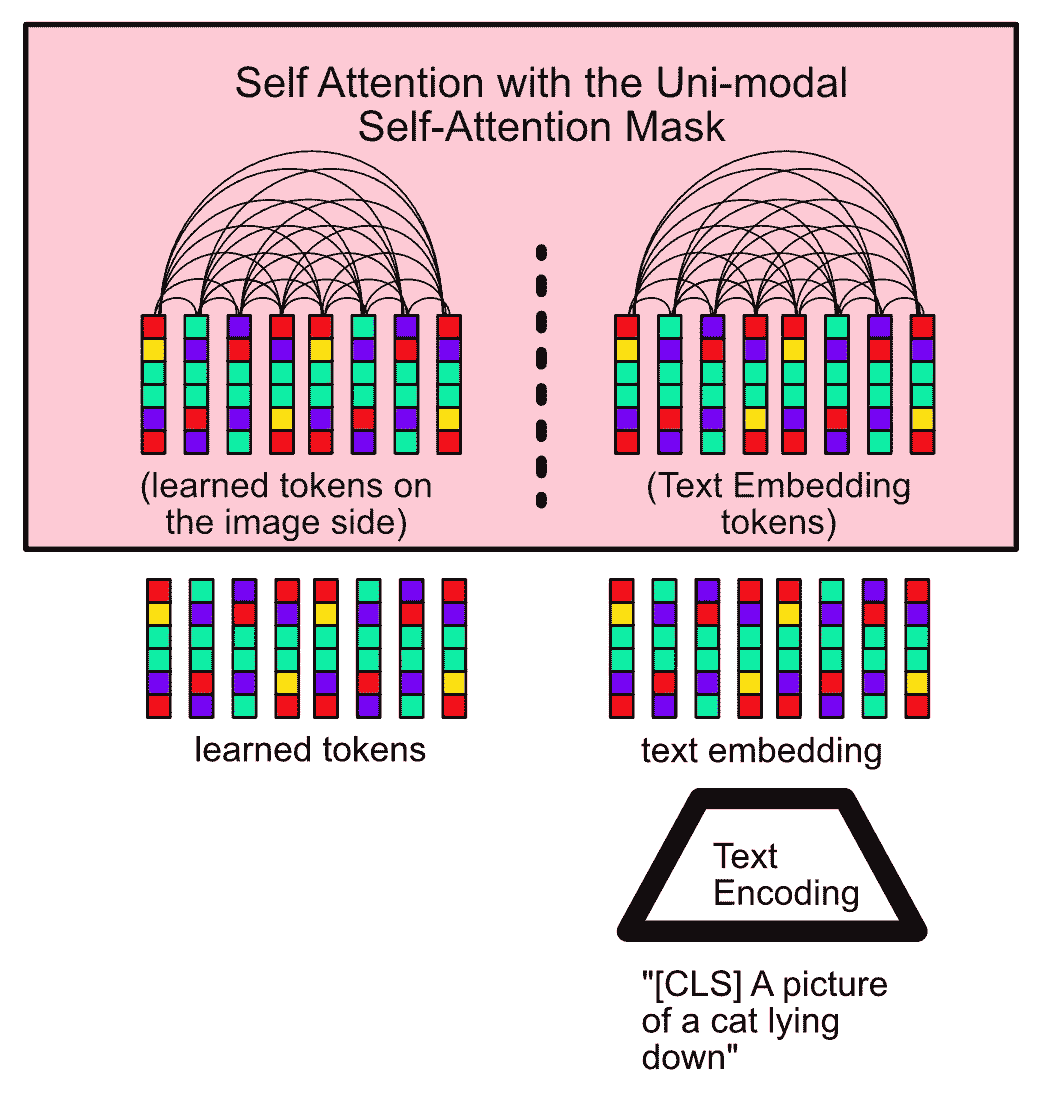 Self Attention with the Uni-modal
Self-Attention Mask
(learned tokens on
the image side)
(Text Embedding
tokens)
learned tokens
text embedding
Text
Encoding
"[CLS] A picture
of a cat lying
down"